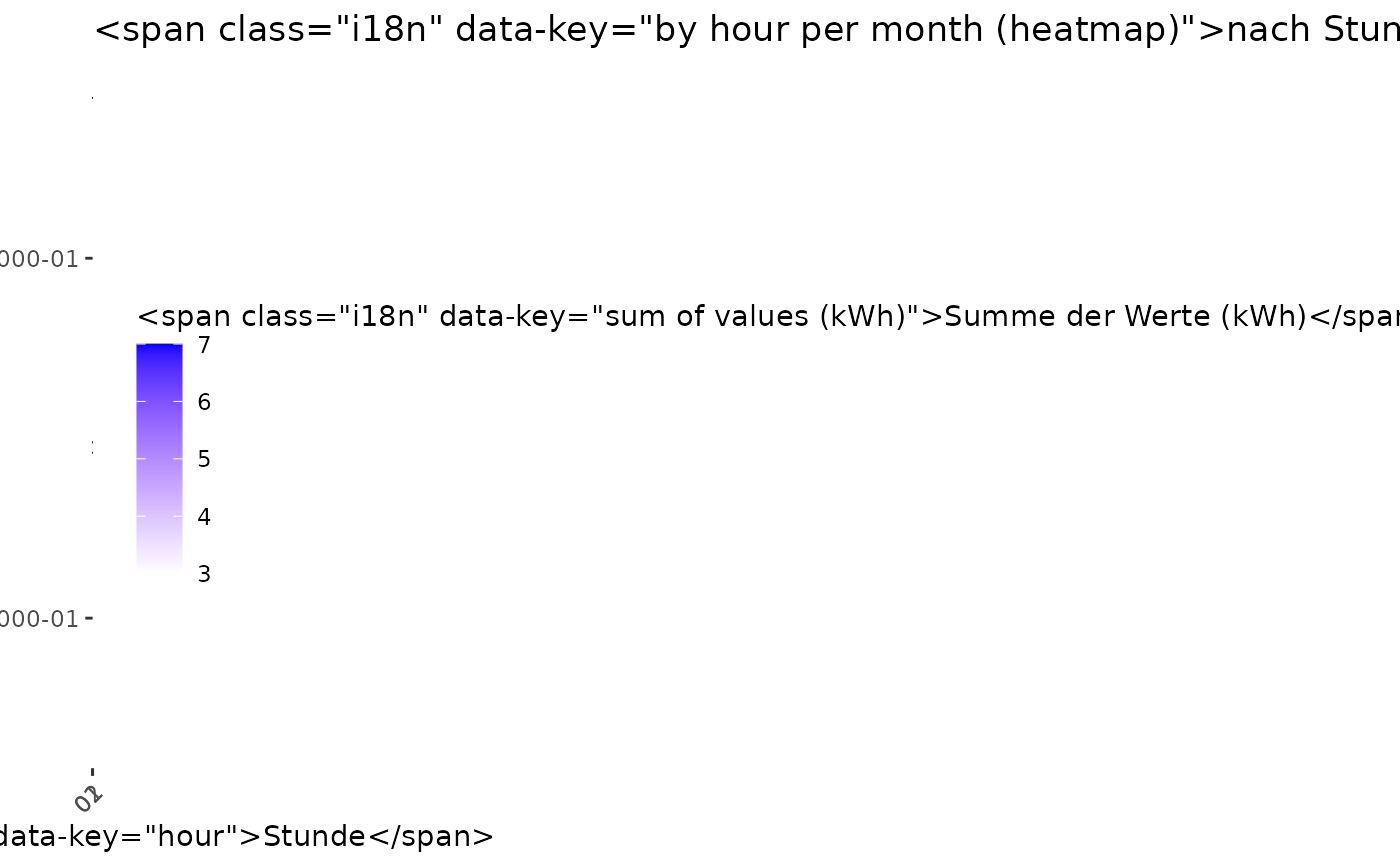 <span class="i18n" data-key="by hour per month (heatmap)">nach Stun
000-01
<span class="i18n" data-key="sum of values (kWh)">Summe der Werte (kWh)</span
7
6
5
4
3
000-01
data-key="hour">Stunde</span>